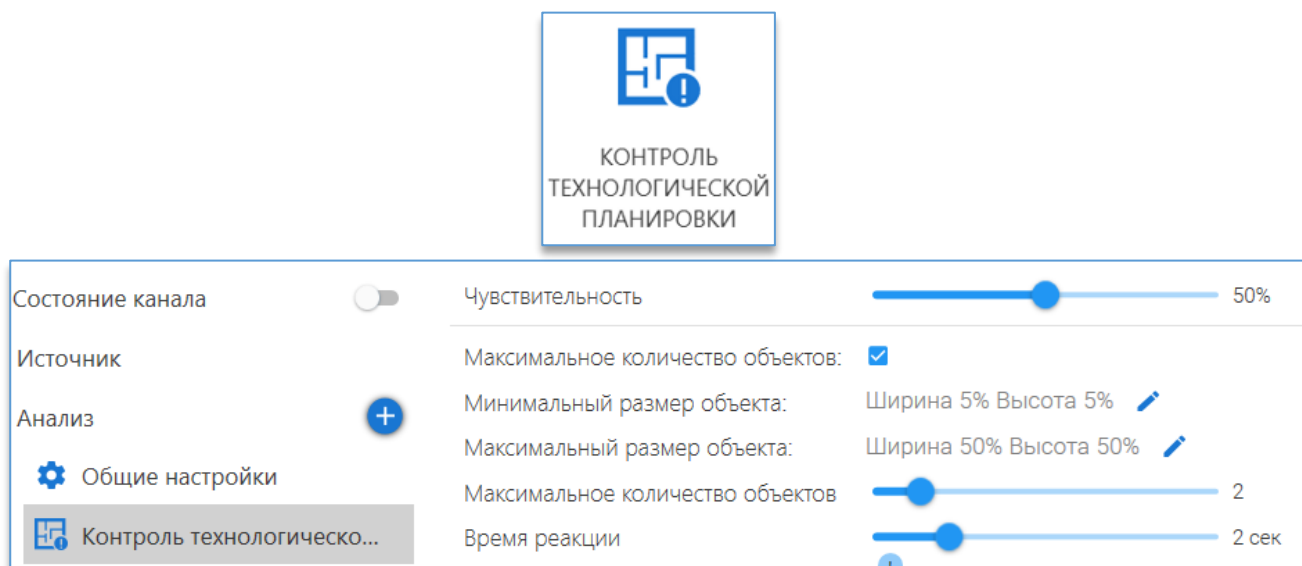 КОНТРОЛЬ
ТЕХНОЛОГИЧЕСКОЙ
ПЛАНИРОВКИ
Состояние канала
Чувствительность 50%
Источник
Максимальное количество объектов:
Минимальный размер объекта: Ширина 5% Высота 5%
Анализ
Максимальный размер объекта: Ширина 50% Высота 50%
Общие настройки
Максимальное количество объектов 2
Контроль технологическо...
Время реакции 2 сек